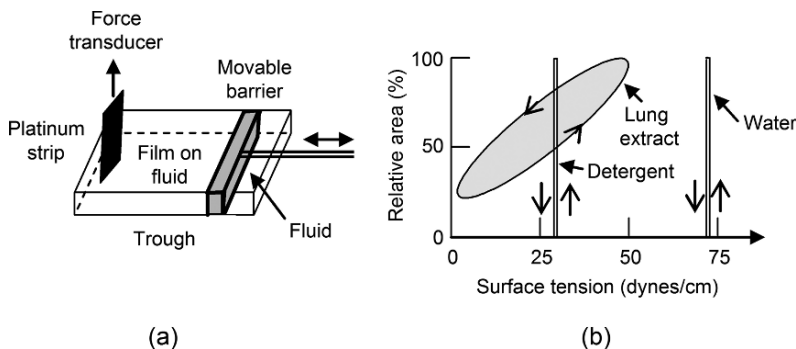 Force
transducer
Movable
barrier
Platinum
strip
Film on
fluid
Fluid
Trough
(a)
Relative area (%)
100
50
0
Lung
extract
Water
Detergent
0
25
50
75
Surface tension (dynes/cm)
(b)